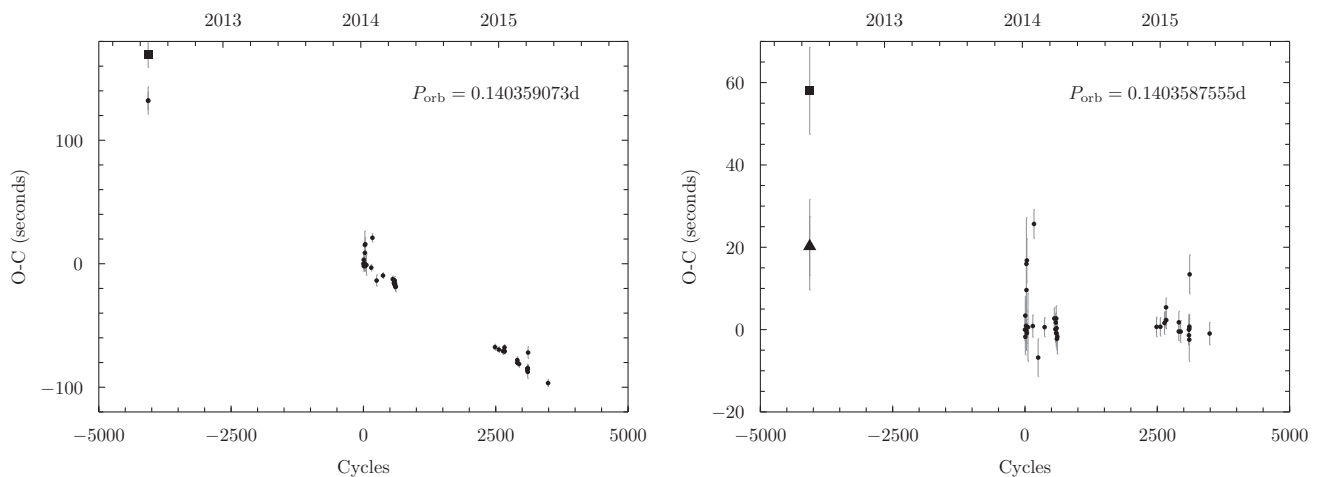 2013 2014 2015
P_orb = 0.140359073d
100
0
−100
O-C (seconds)
−5000 −2500 0 2500 5000
Cycles
2013 2014 2015
P_orb = 0.1403587555d
60
40
20
0
−20
O-C (seconds)
−5000 −2500 0 2500 5000
Cycles